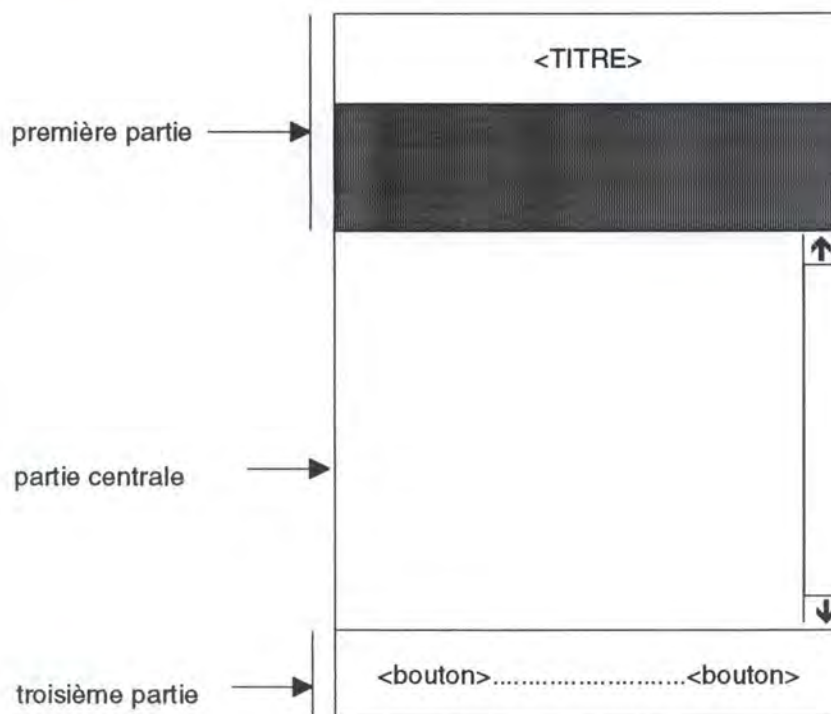 <TITRE>
première partie
partie centrale
troisième partie
<bouton>...........................<bouton>